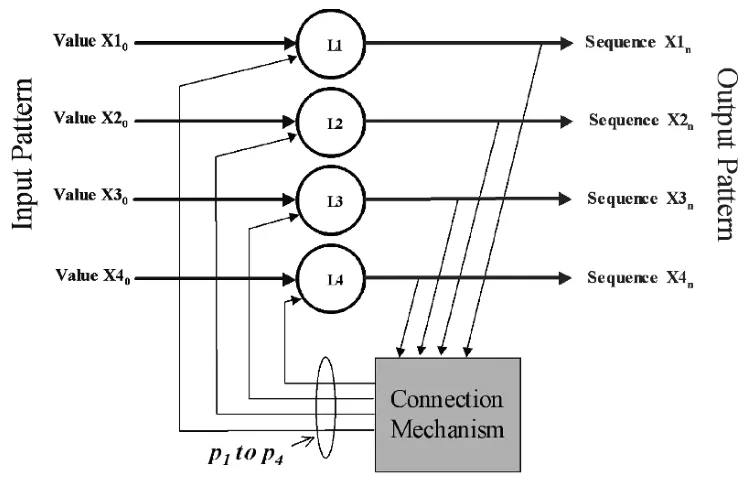 Value X1₀ L1 Sequence X1ₙ
Value X2₀ L2 Sequence X2ₙ
Value X3₀ L3 Sequence X3ₙ
Value X4₀ L4 Sequence X4ₙ
Input Pattern
Output Pattern
Connection
Mechanism
p₁ to p₄